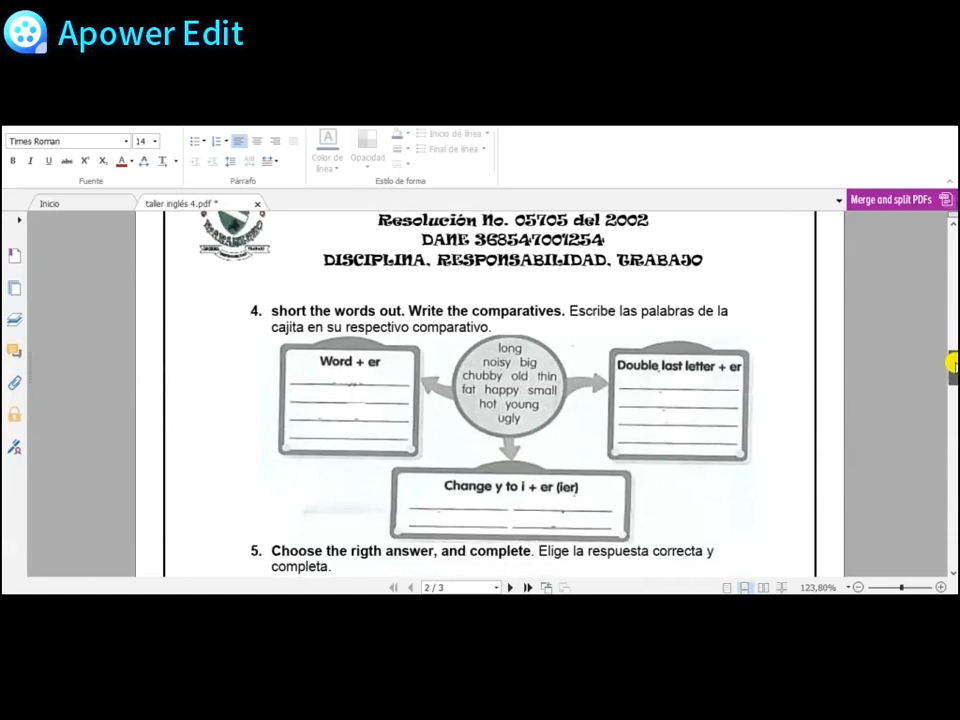 Apower Edit
Times Roman
14
Inicio de línea
Final de línea
Color de línea
Opacidad
Fuente
Párrafo
Estilo de forma
Inicio
taller inglés 4.pdf *
Merge and split PDFs
Resolución No. 05705 del 2002
DANE 368547001254
DISCIPLINA, RESPONSABILIDAD, TRABAJO
4. short the words out. Write the comparatives. Escribe las palabras de la
cajita en su respectivo comparativo.
Word + er
long
noisy big
chubby old thin
fat happy small
hot young
ugly
Double last letter + er
Change y to i + er (ier)
5. Choose the rigth answer, and complete. Elige la respuesta correcta y
completa.
2 / 3
123,80%